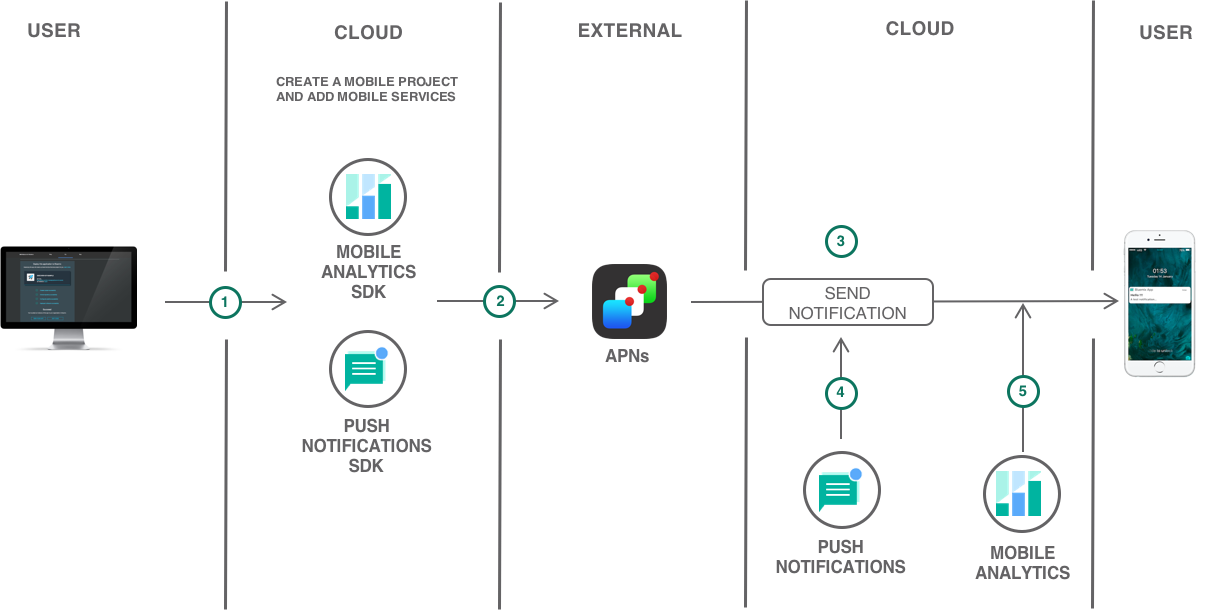 USER
CLOUD
EXTERNAL
CLOUD
USER
CREATE A MOBILE PROJECT
AND ADD MOBILE SERVICES
MOBILE
ANALYTICS
SDK
1
PUSH
NOTIFICATIONS
SDK
2
APNs
3
SEND
NOTIFICATION
4
PUSH
NOTIFICATIONS
5
MOBILE
ANALYTICS
01:53